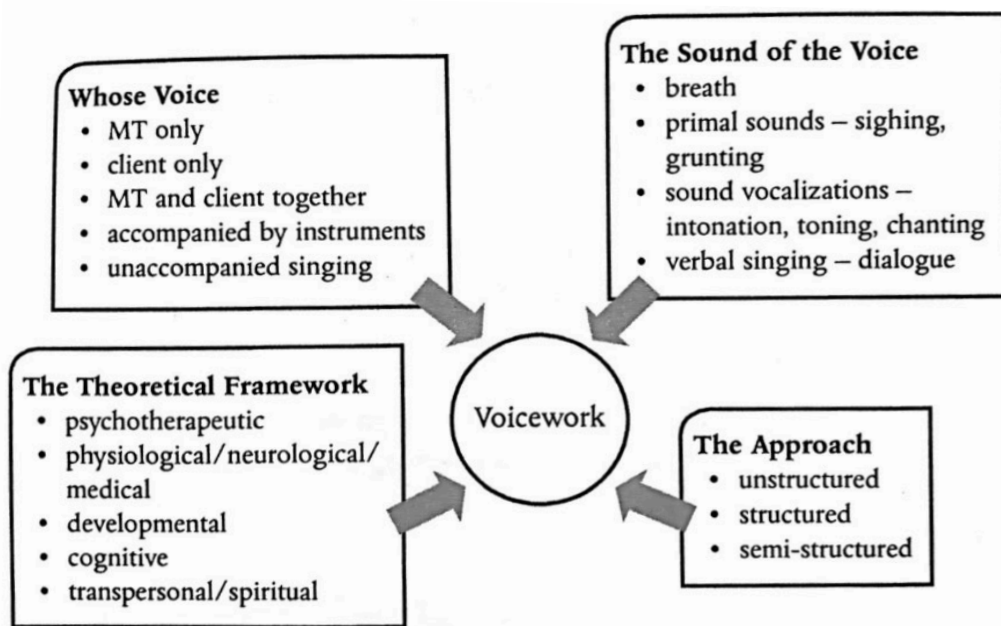 Whose Voice
• MT only
• client only
• MT and client together
• accompanied by instruments
• unaccompanied singing
The Sound of the Voice
• breath
• primal sounds – sighing,
grunting
• sound vocalizations –
intonation, toning, chanting
• verbal singing – dialogue
The Theoretical Framework
• psychotherapeutic
• physiological/neurological/
medical
• developmental
• cognitive
• transpersonal/spiritual
Voicework
The Approach
• unstructured
• structured
• semi-structured